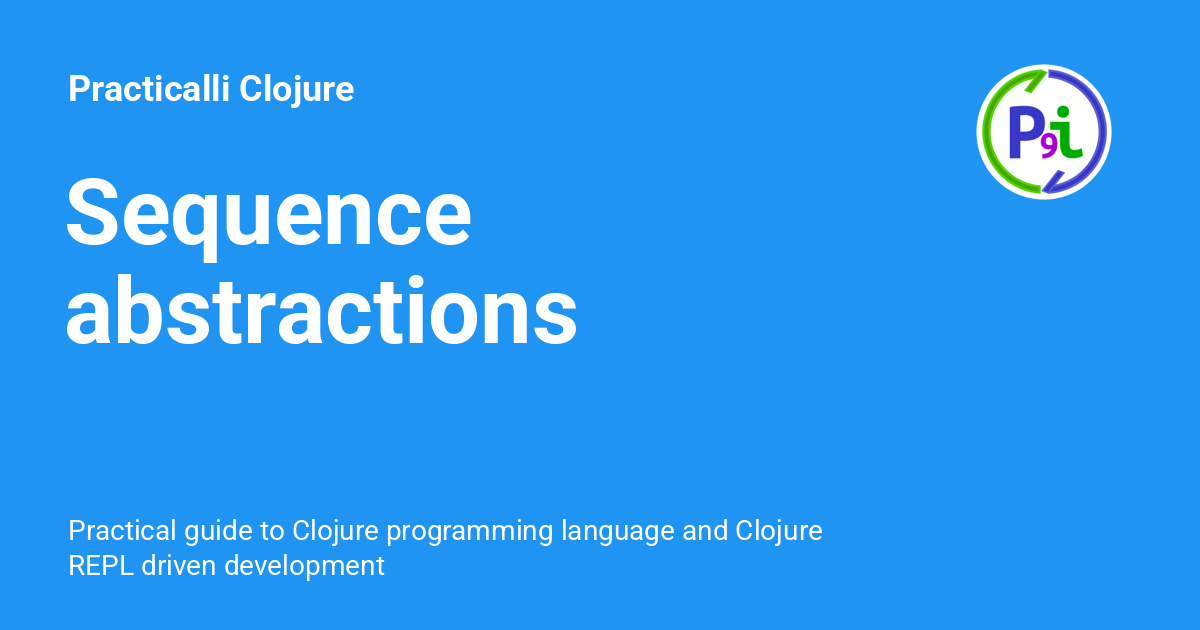 Practicalli Clojure
P9i
Sequence
abstractions
Practical guide to Clojure programming language and Clojure
REPL driven development